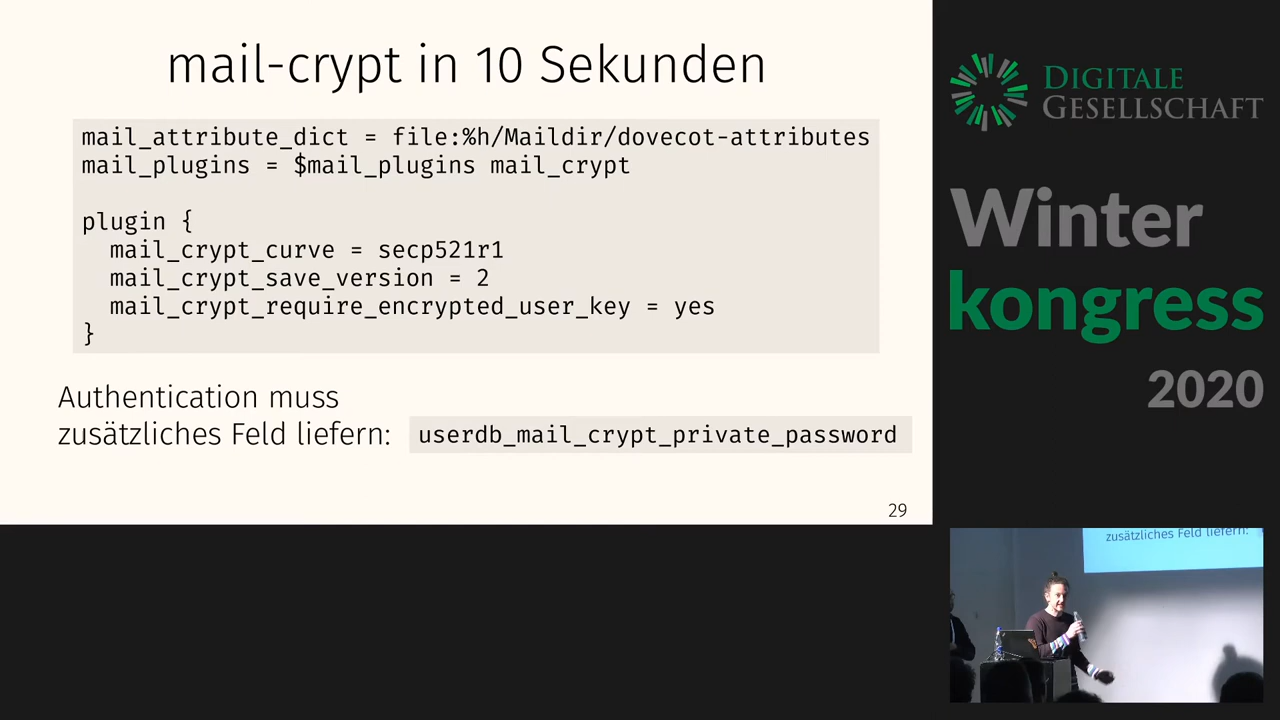 mail-crypt in 10 Sekunden
mail_attribute_dict = file:%h/Maildir/dovecot-attributes
mail_plugins = $mail_plugins mail_crypt
plugin {
mail_crypt_curve = secp521r1
mail_crypt_save_version = 2
mail_crypt_require_encrypted_user_key = yes
}
Authentication muss
zusätzliches Feld liefern: userdb_mail_crypt_private_password
29
DIGITALE
GESELLSCHAFT
Winter
kongress
2020
zusätzliches Feld liefern: